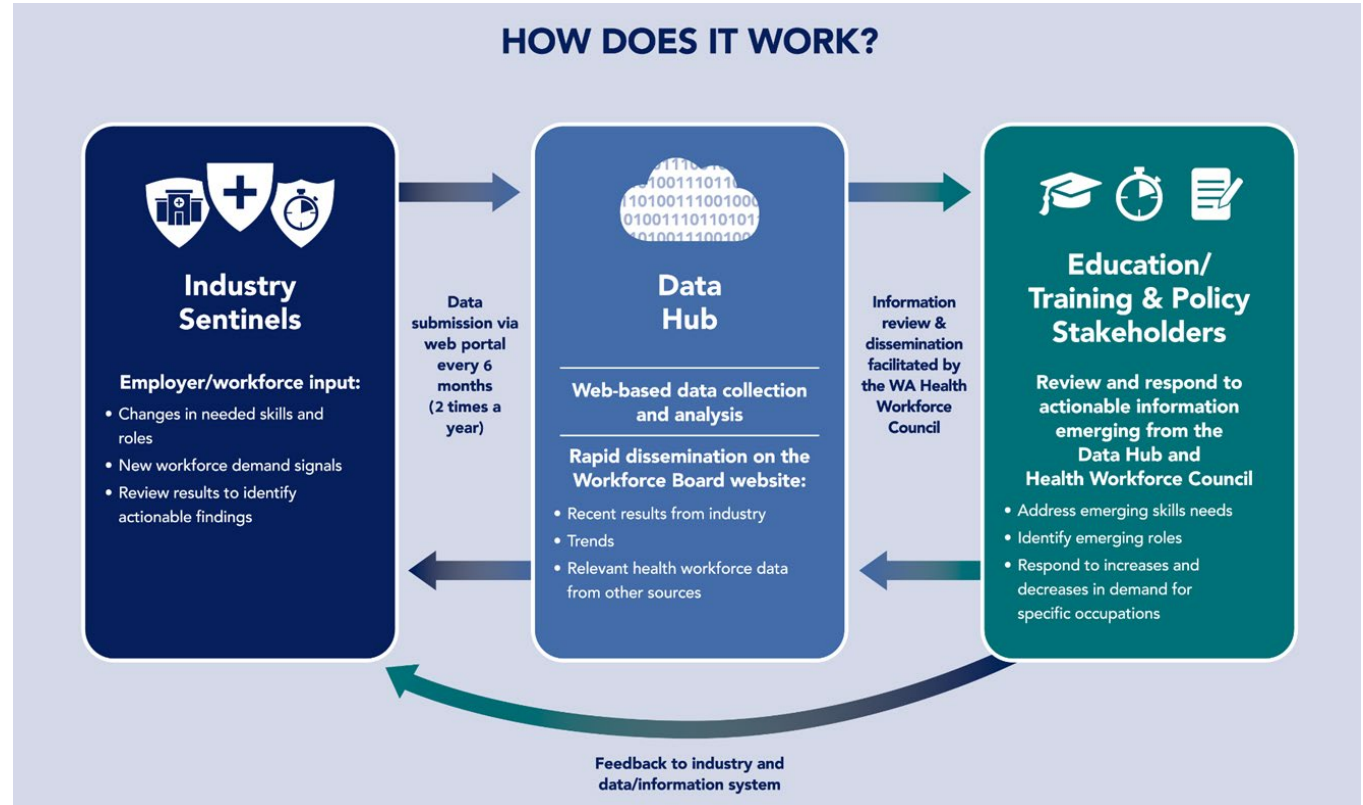 HOW DOES IT WORK?
Industry
Sentinels
Employer/workforce input:
• Changes in needed skills and
roles
• New workforce demand signals
• Review results to identify
actionable findings
Data
submission via
web portal
every 6
months
(2 times a
year)
Data
Hub
Web-based data collection
and analysis
Rapid dissemination on the
Workforce Board website:
• Recent results from industry
• Trends
• Relevant health workforce data
from other sources
Information
review &
dissemination
facilitated by
the WA Health
Workforce
Council
Education/
Training & Policy
Stakeholders
Review and respond to
actionable information
emerging from the
Data Hub and
Health Workforce Council
• Address emerging skills needs
• Identify emerging roles
• Respond to increases and
decreases in demand for
specific occupations
Feedback to industry and
data/information system